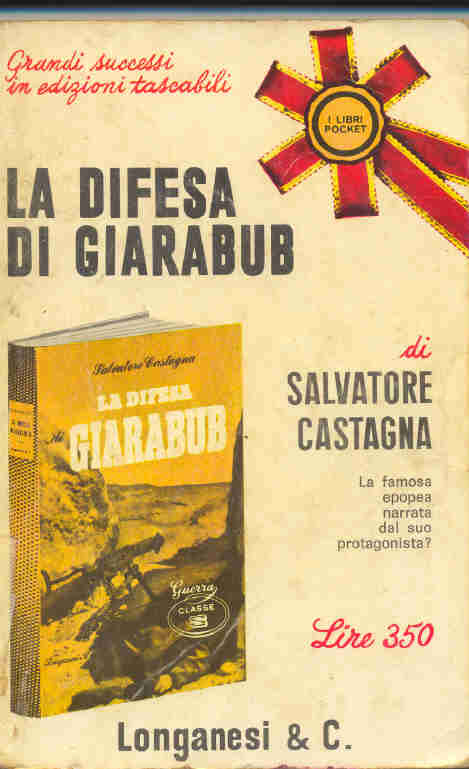 Grandi successi
in edizioni tascabili
I LIBRI
POCKET
LA DIFESA
DI GIARABUB
Salvatore Castagna
LA DIFESA
di
GIARABUB
Guerra
CLASSE
S
Longanesi & C.
di
SALVATORE
CASTAGNA
La famosa
epopea
narrata
dal suo
protagonista?
Lire 350
Longanesi & C.